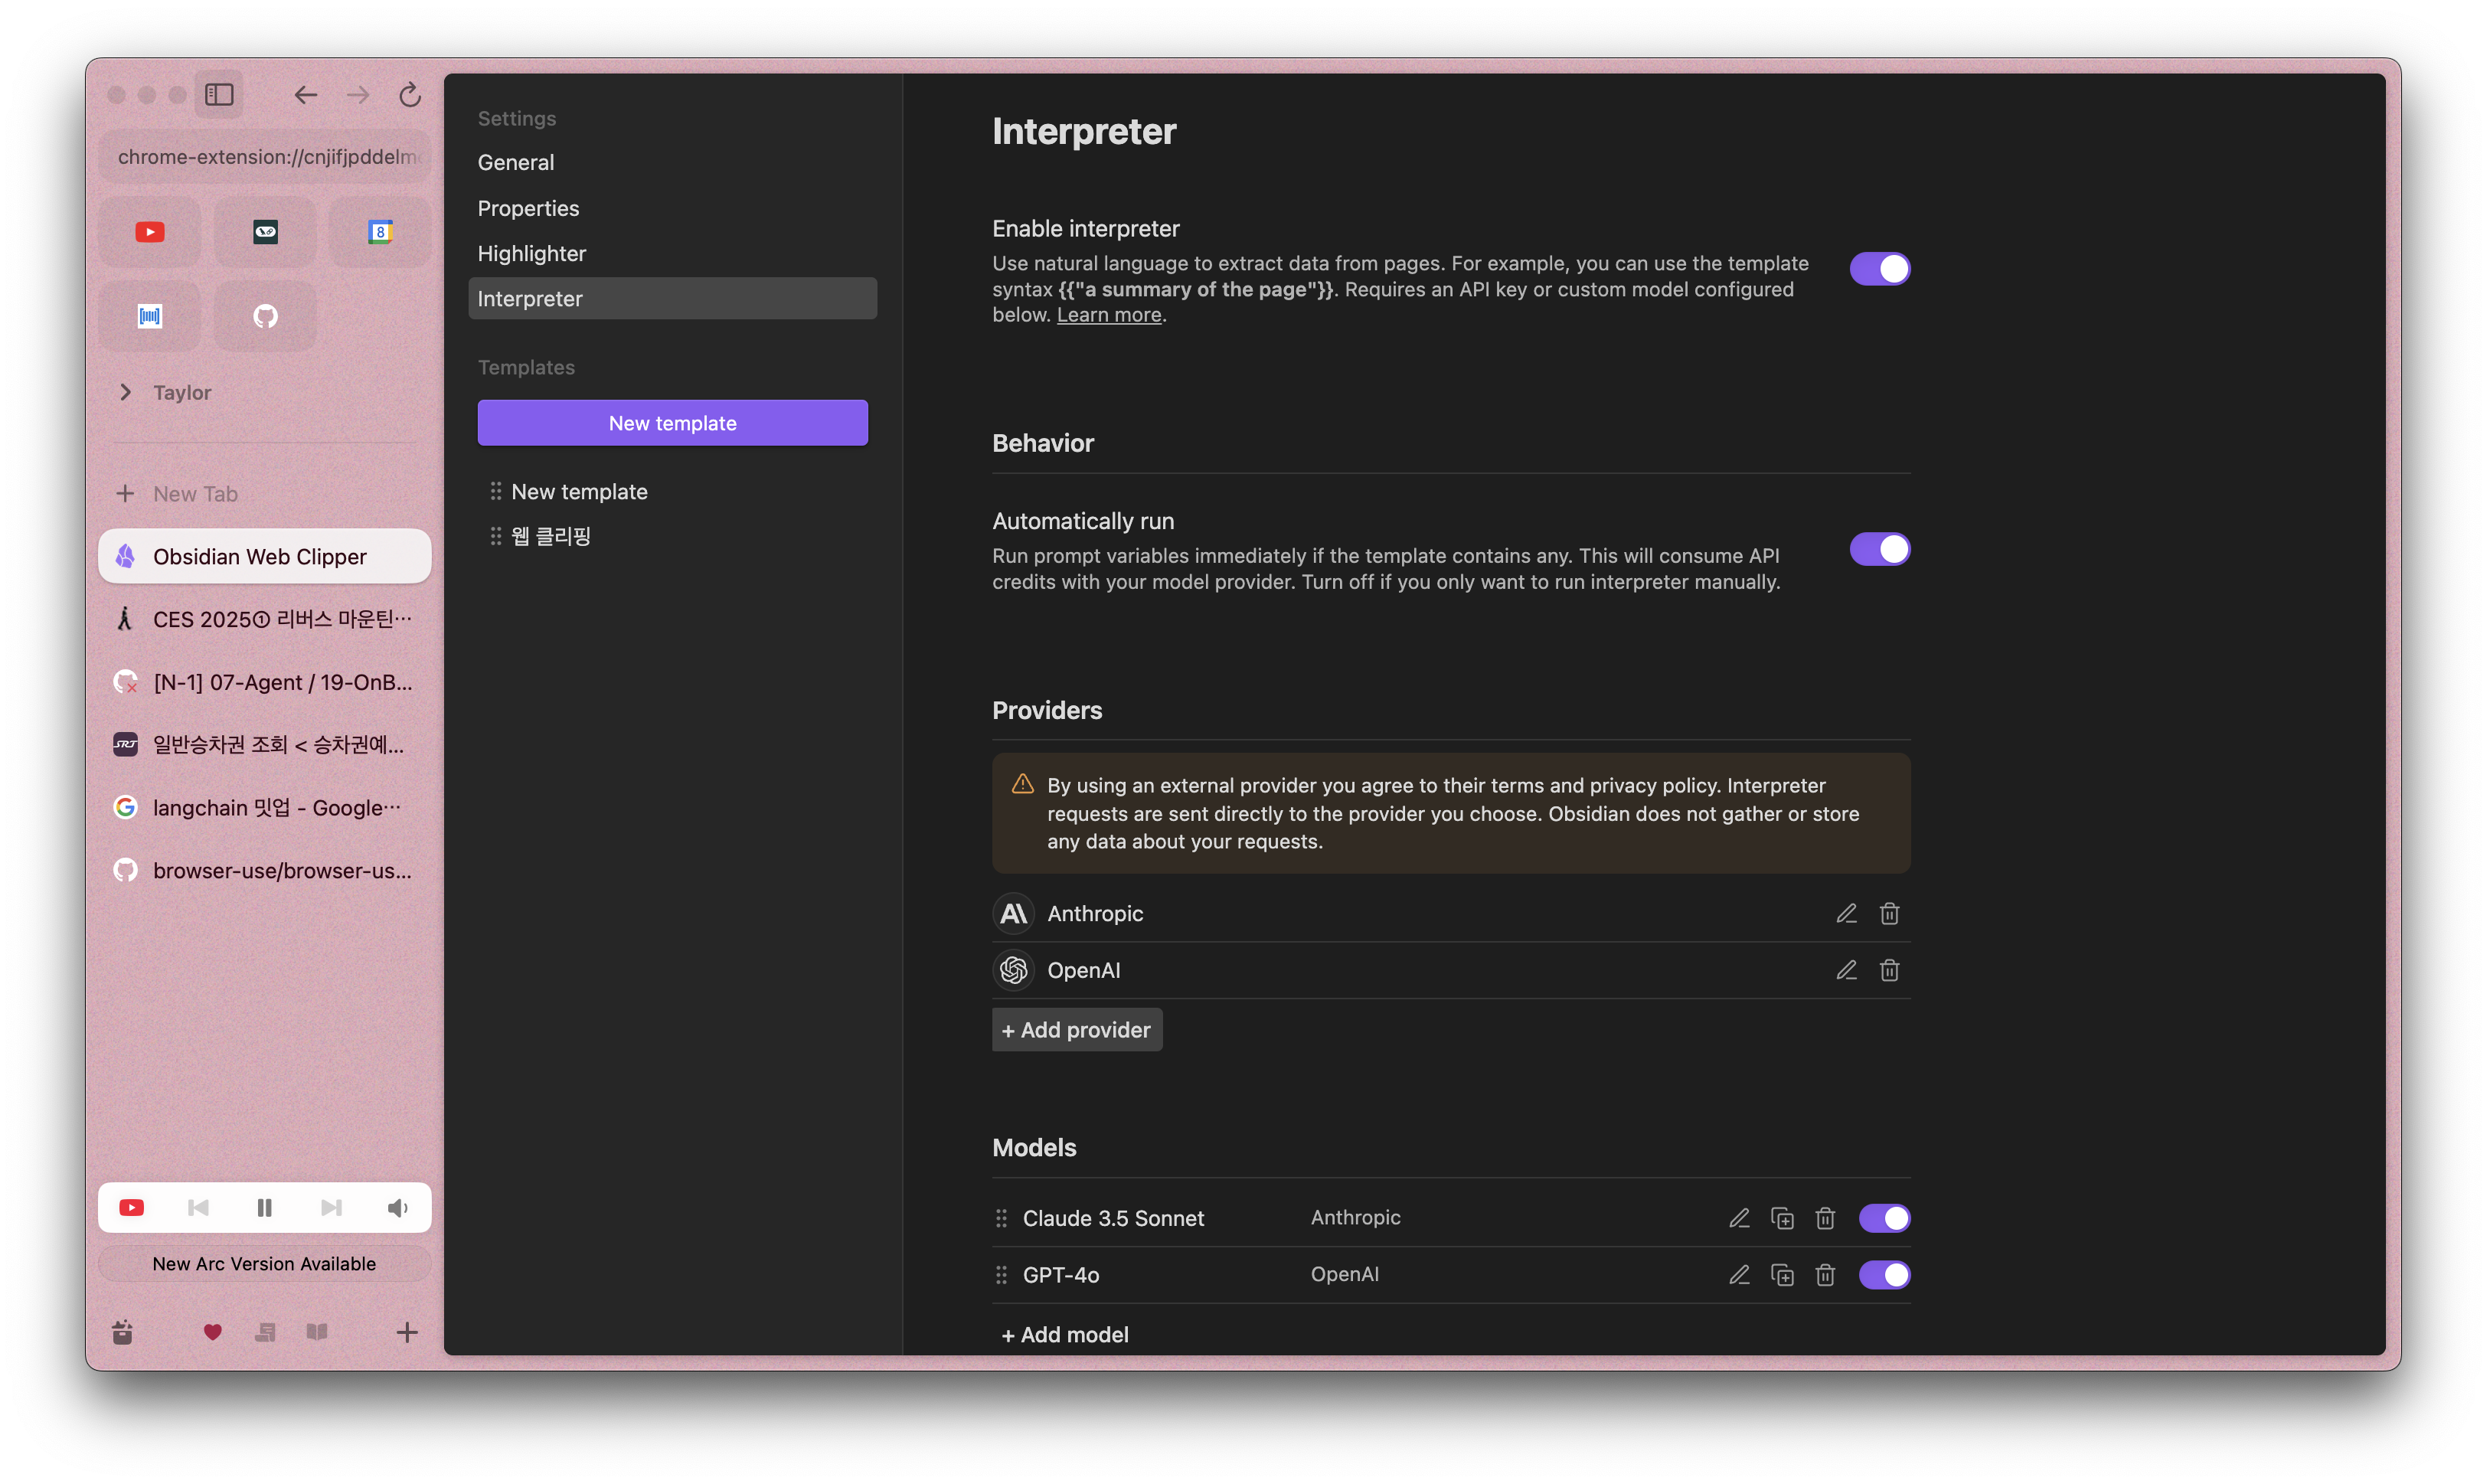 chrome-extension://cnjifjpddelm
8
Taylor
New Tab
Obsidian Web Clipper
CES 2025① 리버스 마운틴…
[N-1] 07-Agent / 19-OnB...
SRT
일반승차권 조회 < 승차권예...
langchain 밋업 - Google…
browser-use/browser-us...
New Arc Version Available
Settings
General
Properties
Highlighter
Interpreter
Templates
New template
New template
웹 클리핑
Interpreter
Enable interpreter
Use natural language to extract data from pages. For example, you can use the template
syntax {{"a summary of the page"}}. Requires an API key or custom model configured
below. Learn more.
Behavior
Automatically run
Run prompt variables immediately if the template contains any. This will consume API
credits with your model provider. Turn off if you only want to run interpreter manually.
Providers
By using an external provider you agree to their terms and privacy policy. Interpreter
requests are sent directly to the provider you choose. Obsidian does not gather or store
any data about your requests.
Anthropic
OpenAI
+ Add provider
Models
Claude 3.5 Sonnet Anthropic
GPT-4o OpenAI
+ Add model